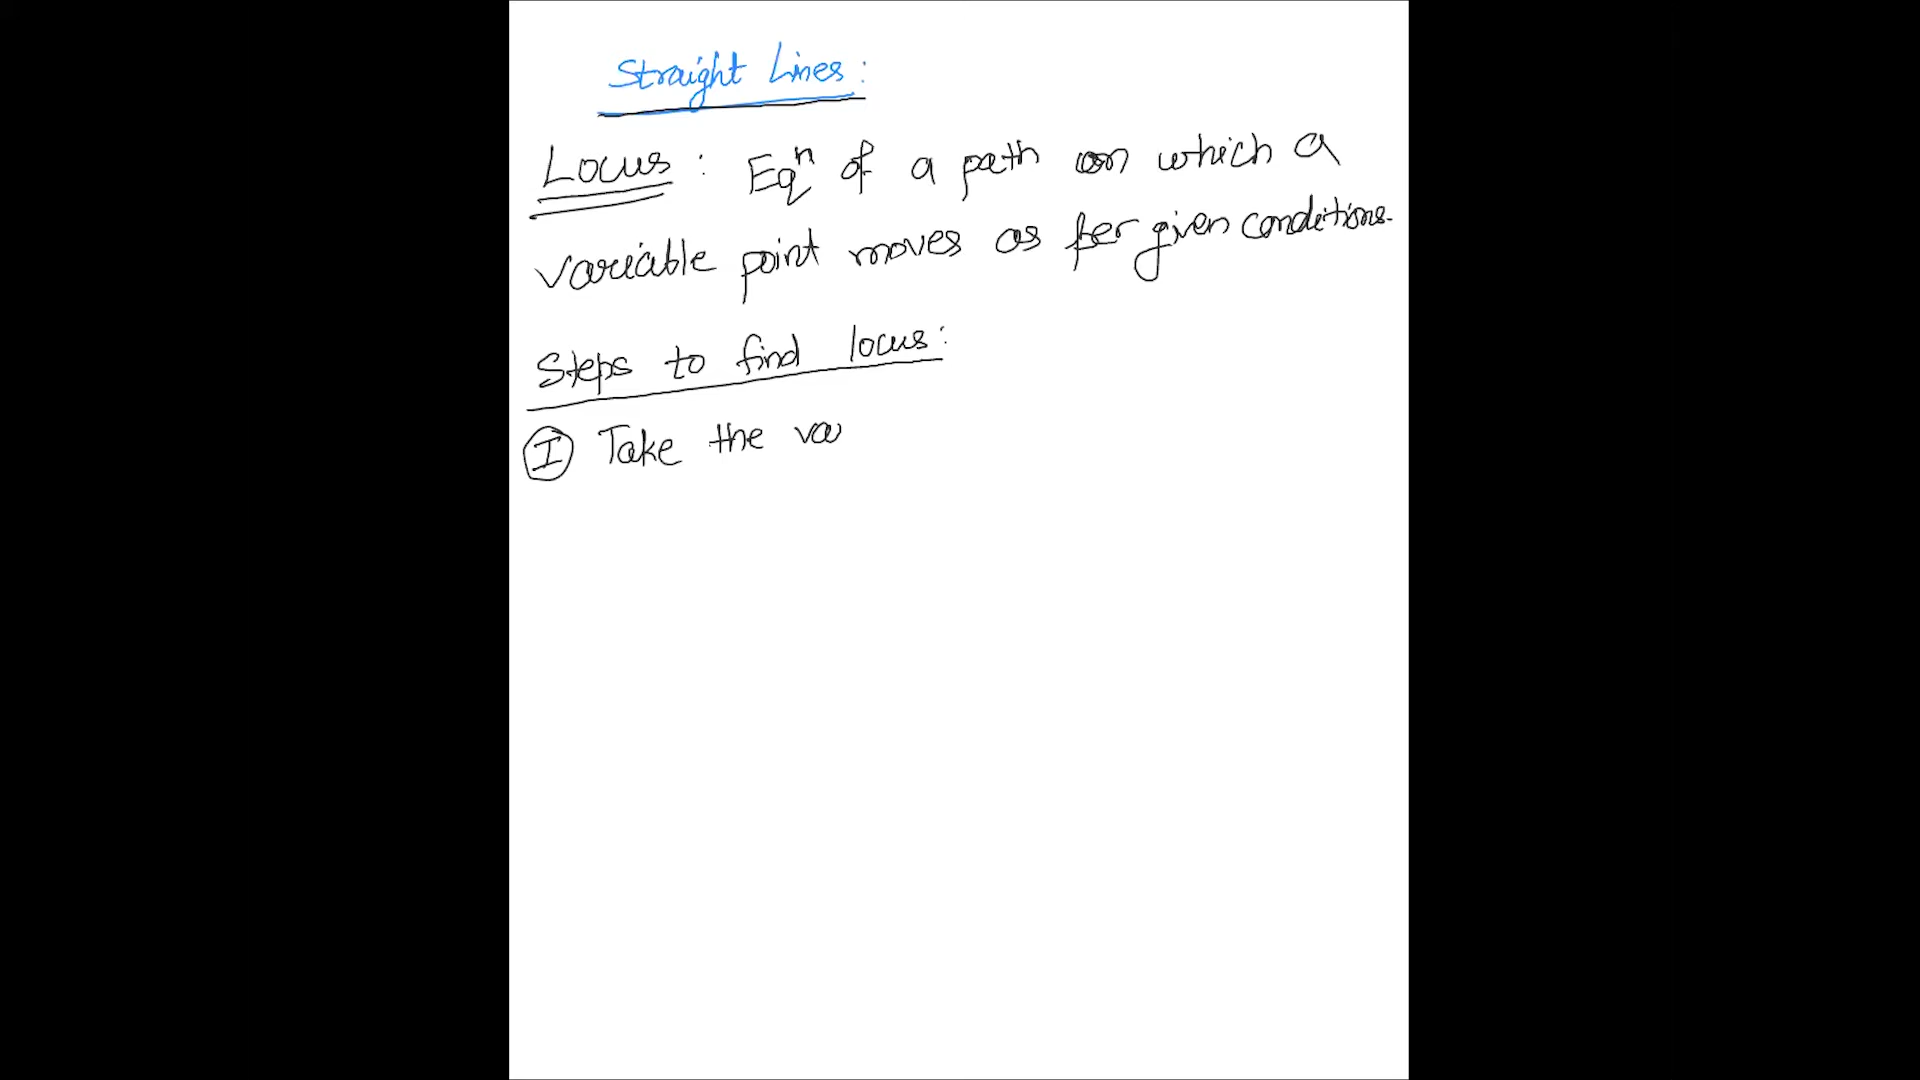 Straight Lines:
Locus: Eqⁿ of a path on which a
variable point moves as per given conditions.
Steps to find locus:
I Take the va